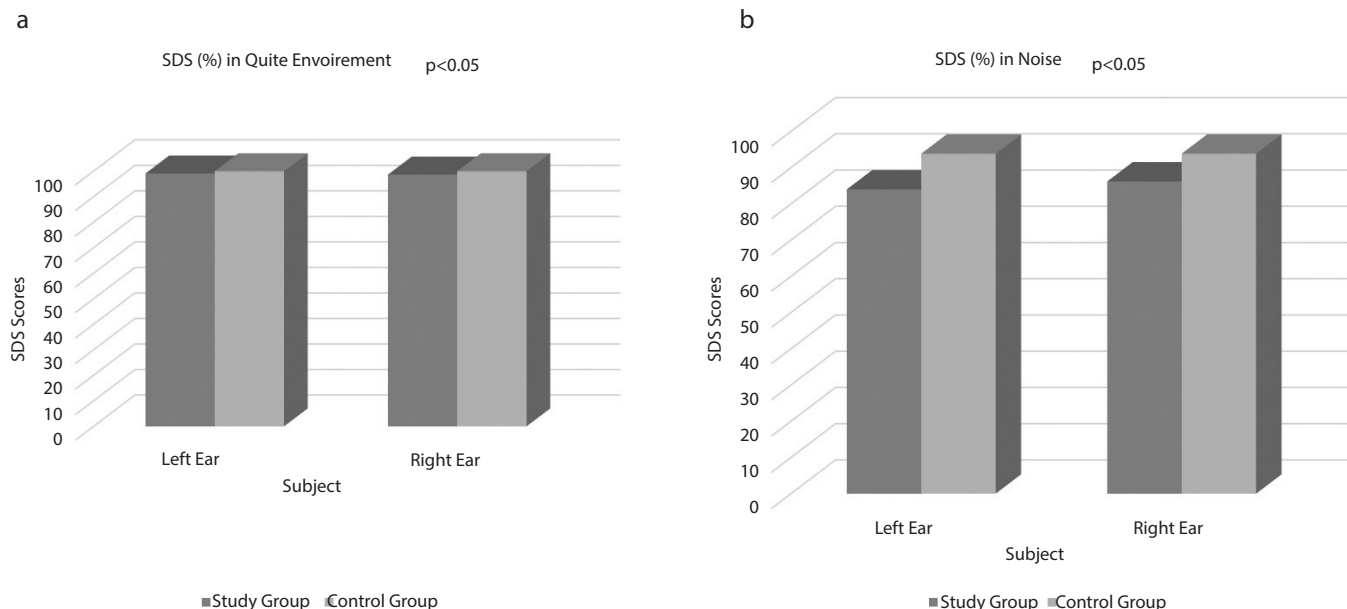 a
SDS (%) in Quite Envoirement p<0.05
100
90
80
70
60
50
40
30
20
10
0
SDS Scores
Left Ear Right Ear
Subject
Study Group Control Group
b
SDS (%) in Noise p<0.05
100
90
80
70
60
50
40
30
20
10
0
SDS Scores
Left Ear Right Ear
Subject
Study Group Control Group